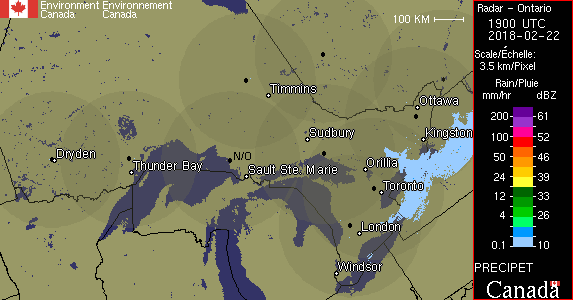 Environment Environnement
Canada Canada
100 KM
Timmins
Ottawa
Kingston
Sudbury
Dryden
N/O
Thunder Bay
Sault Ste. Marie
Orillia
Toronto
London
Windsor
Radar - Ontario
1900 UTC
2018-02-22
Scale/Échelle:
3.5 km/Pixel
Rain/Pluie
mm/hr dBZ
200 61
100 52
50 46
24 39
12 33
4 26
0.1 10
PRECIPET
Canada